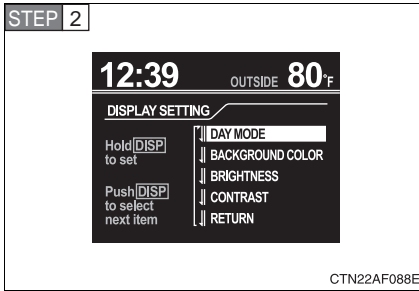 STEP 2
12:39 OUTSIDE 80°F
DISPLAY SETTING
Hold DISP
to set
Push DISP
to select
next item
DAY MODE
BACKGROUND COLOR
BRIGHTNESS
CONTRAST
RETURN
CTN22AF088E